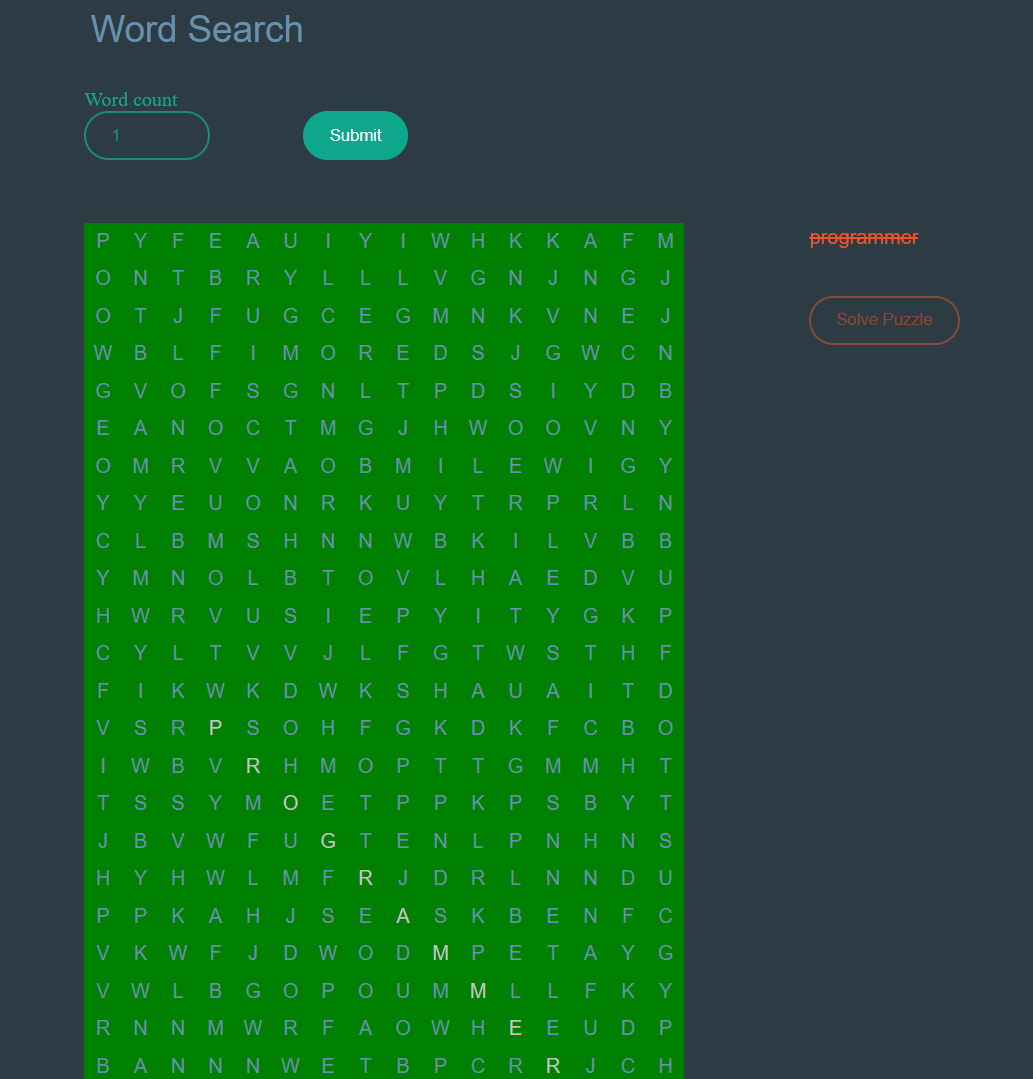 Word Search
Word count
1
Submit
programmer
Solve Puzzle
P Y F E A U I Y I W H K K A F M
O N T B R Y L L L V G N J N G J
O T J F U G C E G M N K V N E J
W B L F I M O R E D S J G W C N
G V O F S G N L T P D S I Y D B
E A N O C T M G J H W O O V N Y
O M R V V A O B M I L E W I G Y
Y Y E U O N R K U Y T R P R L N
C L B M S H N N W B K I L V B B
Y M N O L B T O V L H A E D V U
H W R V U S I E P Y I T Y G K P
C Y L T V V J L F G T W S T H F
F I K W K D W K S H A U A I T D
V S R P S O H F G K D K F C B O
I W B V R H M O P T T G M M H T
T S S Y M O E T P P K P S B Y T
J B V W F U G T E N L P N H N S
H Y H W L M F R J D R L N N D U
P P K A H J S E A S K B E N F C
V K W F J D W O D M P E T A Y G
V W L B G O P O U M M L L F K Y
R N N M W R F A O W H E E U D P
B A N N N W E T B P C R R J C H